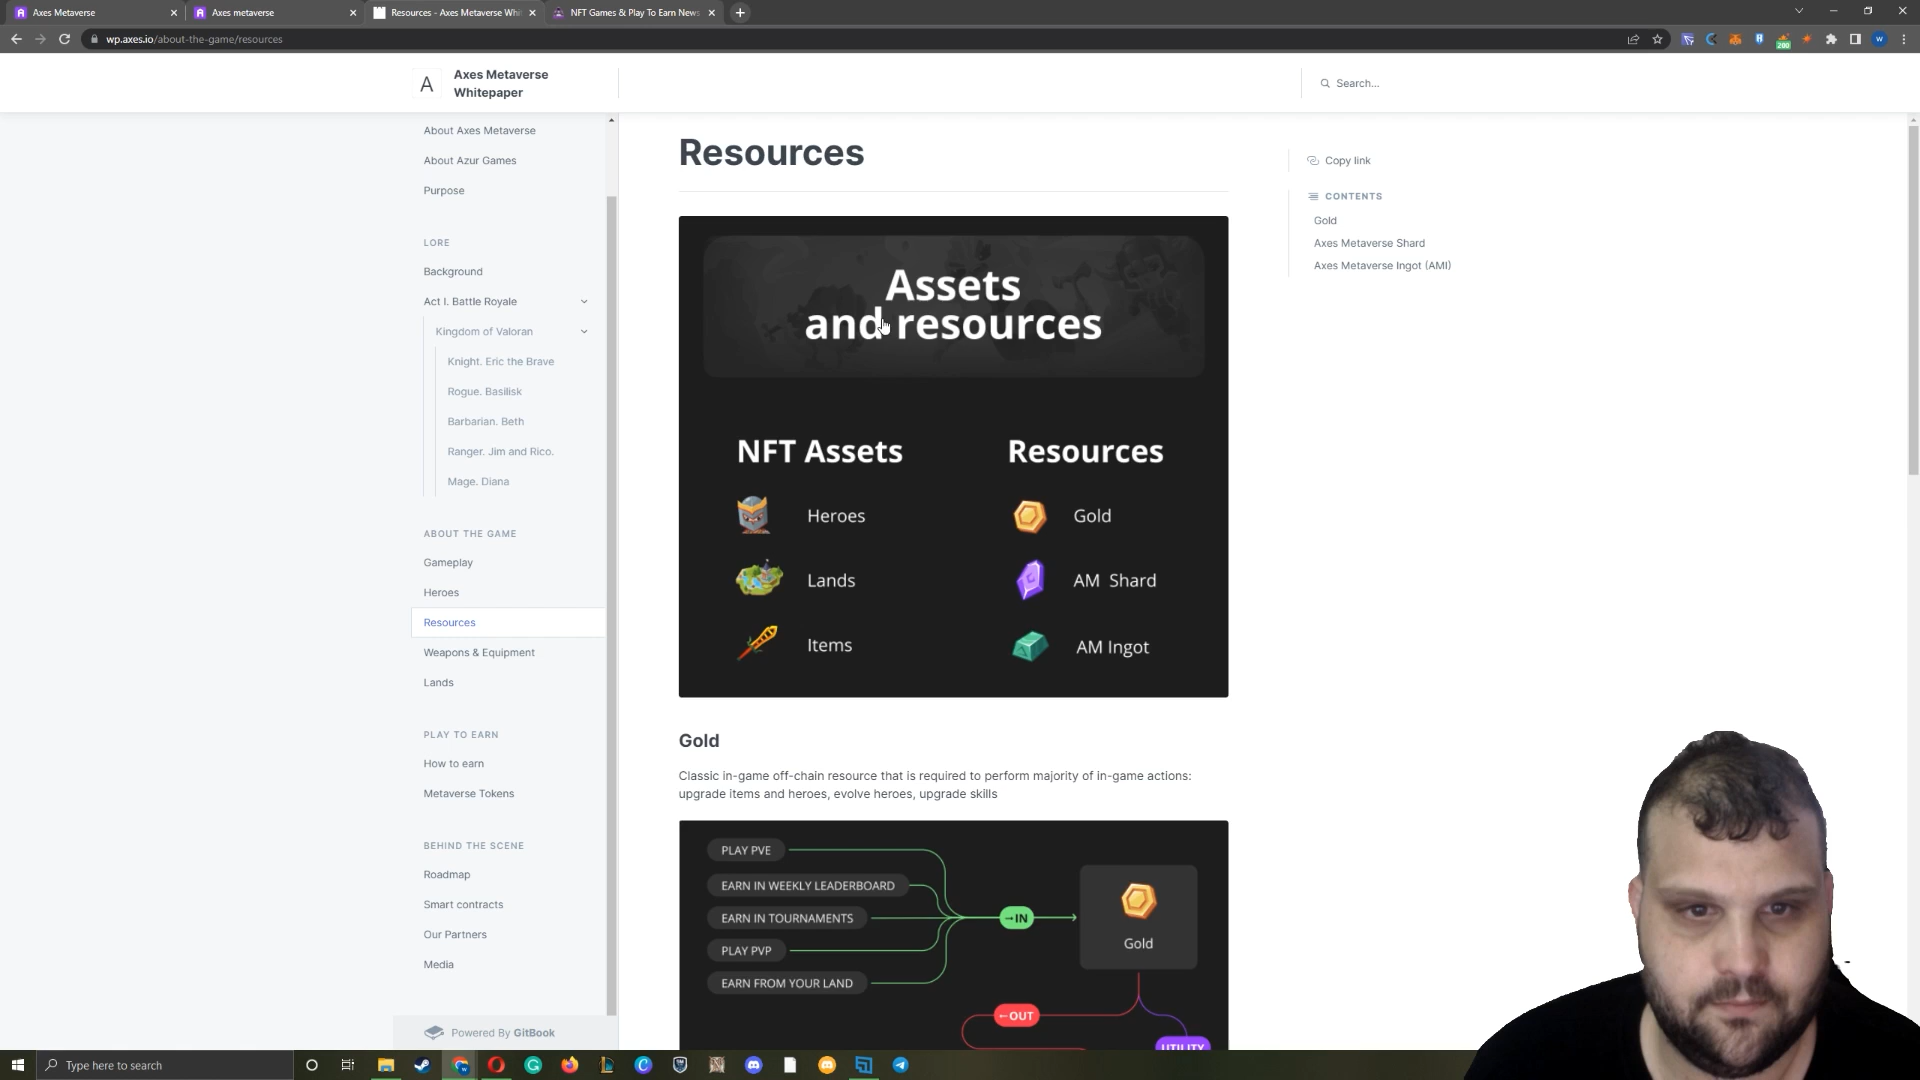 Axes Metaverse
Axes metaverse
Resources - Axes Metaverse Whi
NFT Games & Play To Earn News
wp.axes.io/about-the-game/resources
200
W
A
Axes Metaverse
Whitepaper
Search...
About Axes Metaverse
About Azur Games
Purpose
LORE
Background
Act I. Battle Royale
Kingdom of Valoran
Knight. Eric the Brave
Rogue. Basilisk
Barbarian. Beth
Ranger. Jim and Rico.
Mage. Diana
ABOUT THE GAME
Gameplay
Heroes
Resources
Weapons & Equipment
Lands
PLAY TO EARN
How to earn
Metaverse Tokens
BEHIND THE SCENE
Roadmap
Smart contracts
Our Partners
Media
Powered By GitBook
Resources
Assets
and resources
NFT Assets
Heroes
Lands
Items
Resources
Gold
AM Shard
AM Ingot
Gold
Classic in-game off-chain resource that is required to perform majority of in-game actions:
upgrade items and heroes, evolve heroes, upgrade skills
PLAY PVE
EARN IN WEEKLY LEADERBOARD
EARN IN TOURNAMENTS
PLAY PVP
EARN FROM YOUR LAND
→IN
Gold
←OUT
UTILITY
Copy link
CONTENTS
Gold
Axes Metaverse Shard
Axes Metaverse Ingot (AMI)
Type here to search